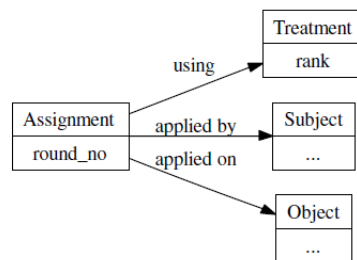 Treatment
rank
using
Assignment
round_no
applied by
Subject
...
applied on
Object
...